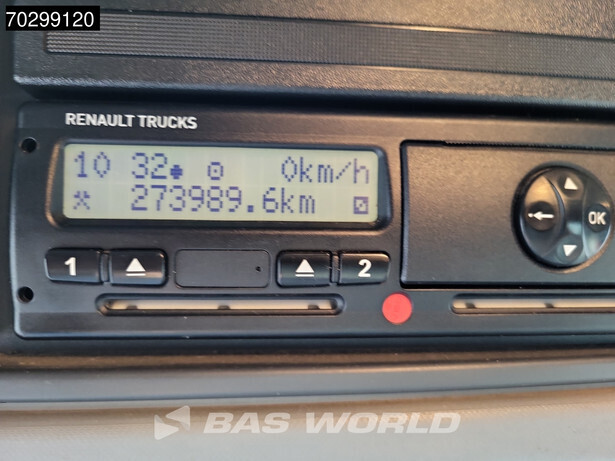 70299120
RENAULT TRUCKS
10 32 0km/h
273989.6km
1 2
OK
BAS WORLD